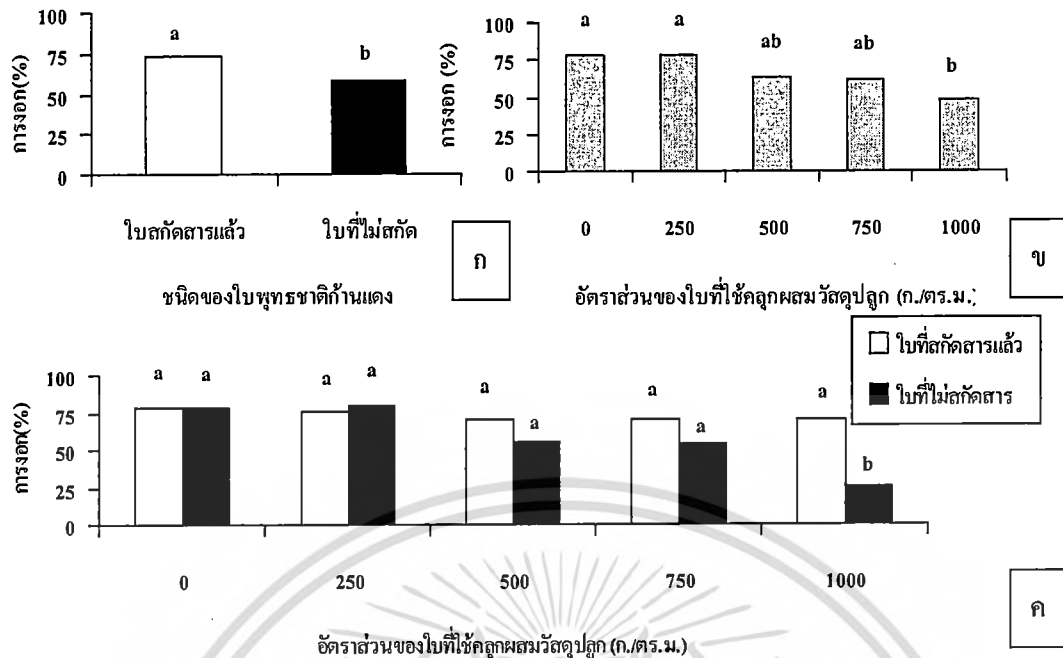 การงอก(%)
100
75
50
25
0
a
b
ใบสกัดสารแล้ว
ใบที่ไม่สกัด
ชนิดของใบพุทธชาติก้านแดง
ก
การงอก (%)
100
75
50
25
0
a
a
ab
ab
b
0
250
500
750
1000
อัตราส่วนของใบที่ใช้คลุกผสมวัสดุปลูก (ก./ตร.ม.)
ข
ใบที่สกัดสารแล้ว
ใบที่ไม่สกัดสาร
การงอก(%)
100
75
50
25
0
a
a
a
a
a
a
a
a
a
b
0
250
500
750
1000
อัตราส่วนของใบที่ใช้คลุกผสมวัสดุปลูก (ก./ตร.ม.)
ค